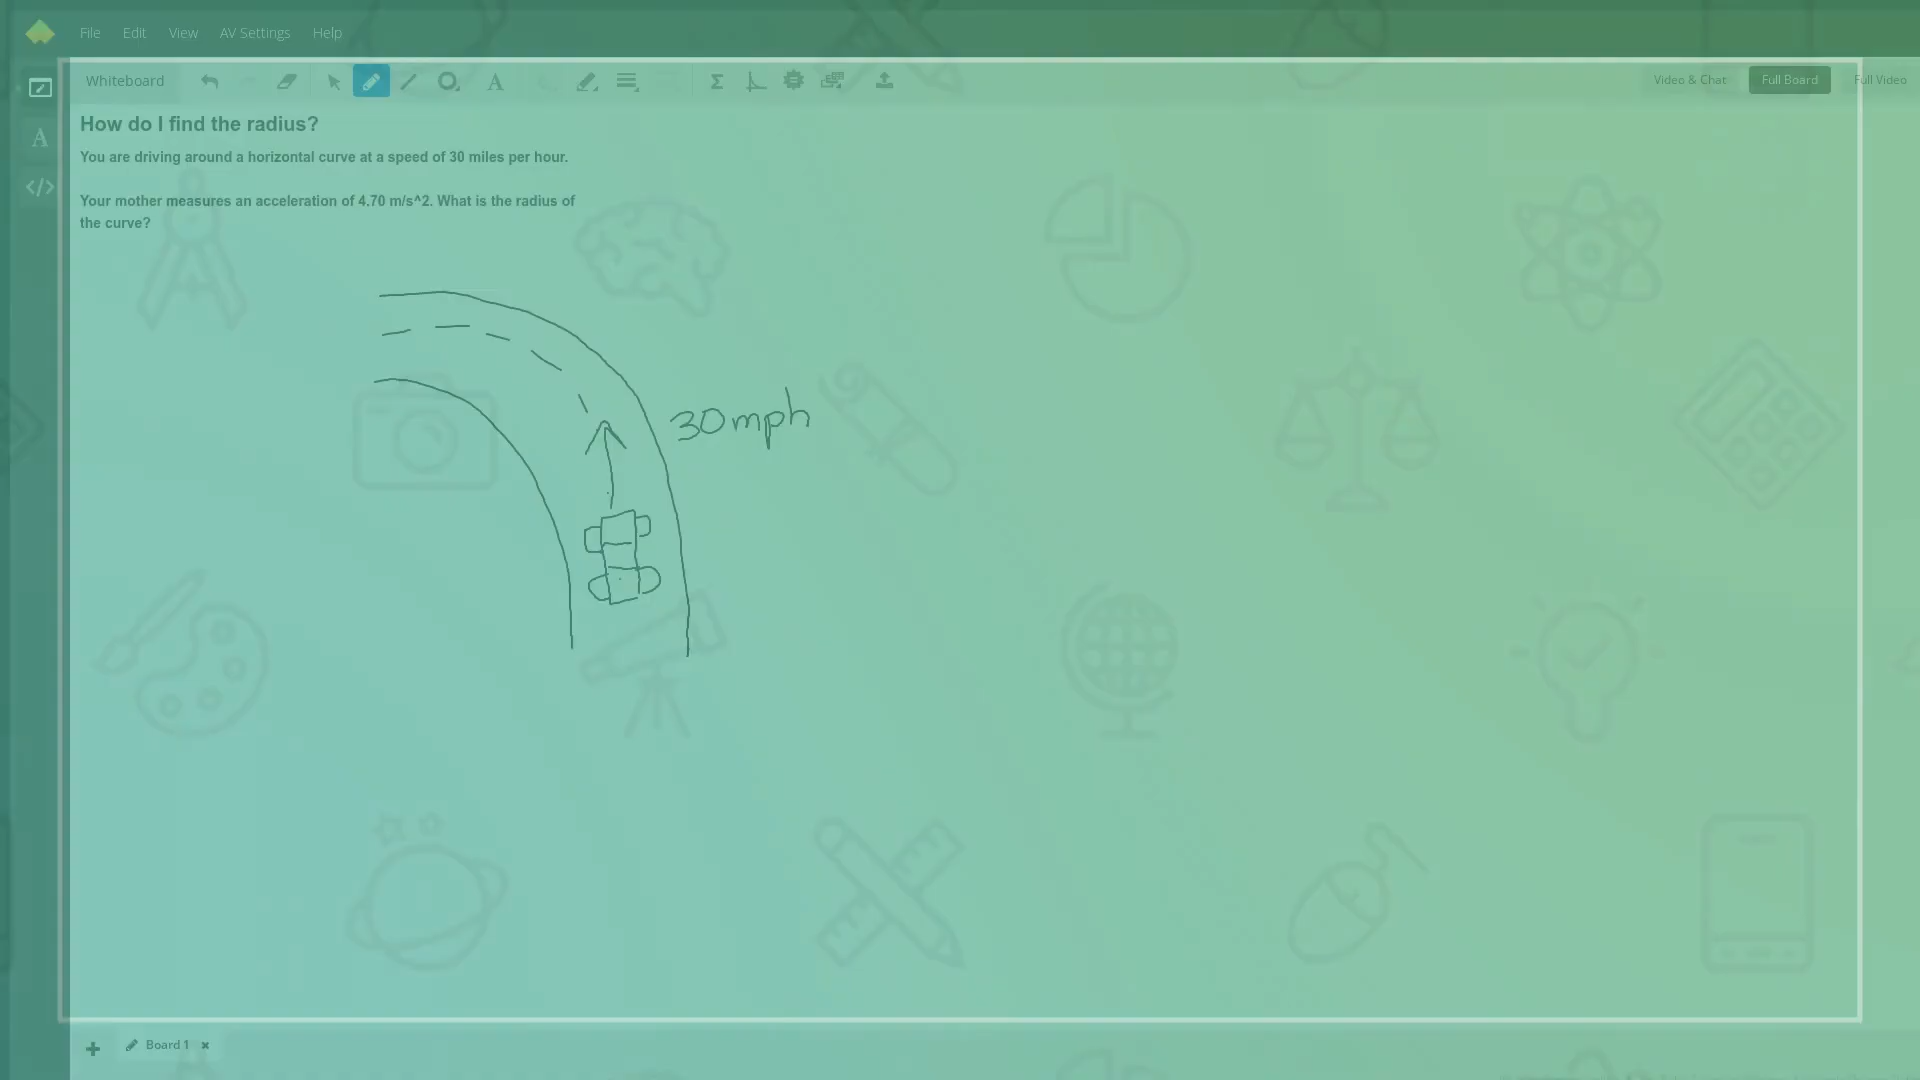 File Edit View AV Settings Help
Whiteboard A Σ Video & Chat Full Board Full Video
A
</>
How do I find the radius?
You are driving around a horizontal curve at a speed of 30 miles per hour.
Your mother measures an acceleration of 4.70 m/s^2. What is the radius of
the curve?
30 mph
Board 1